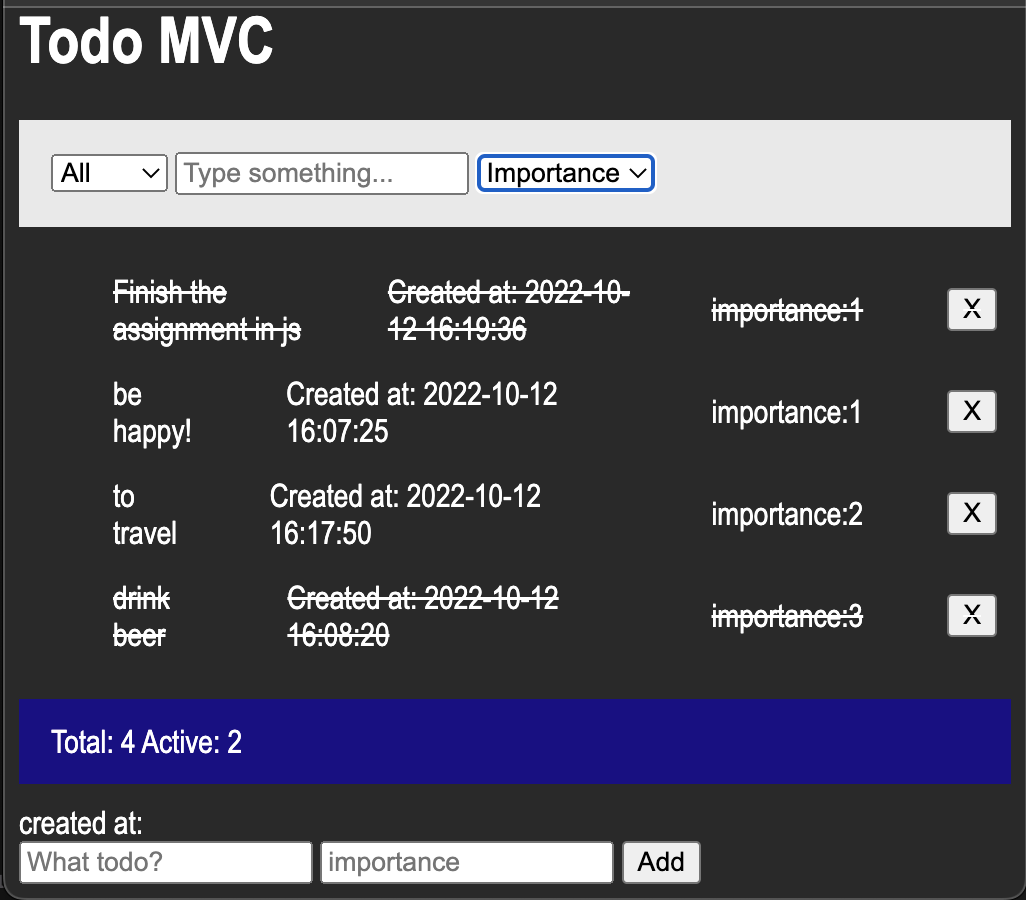 Todo MVC
All Type something... Importance
Finish the
assignment in js
Created at: 2022-10-
12 16:19:36
importance:1
X
be
happy!
Created at: 2022-10-12
16:07:25
importance:1
X
to
travel
Created at: 2022-10-12
16:17:50
importance:2
X
drink
beer
Created at: 2022-10-12
16:08:20
importance:3
X
Total: 4 Active: 2
created at:
What todo? importance Add